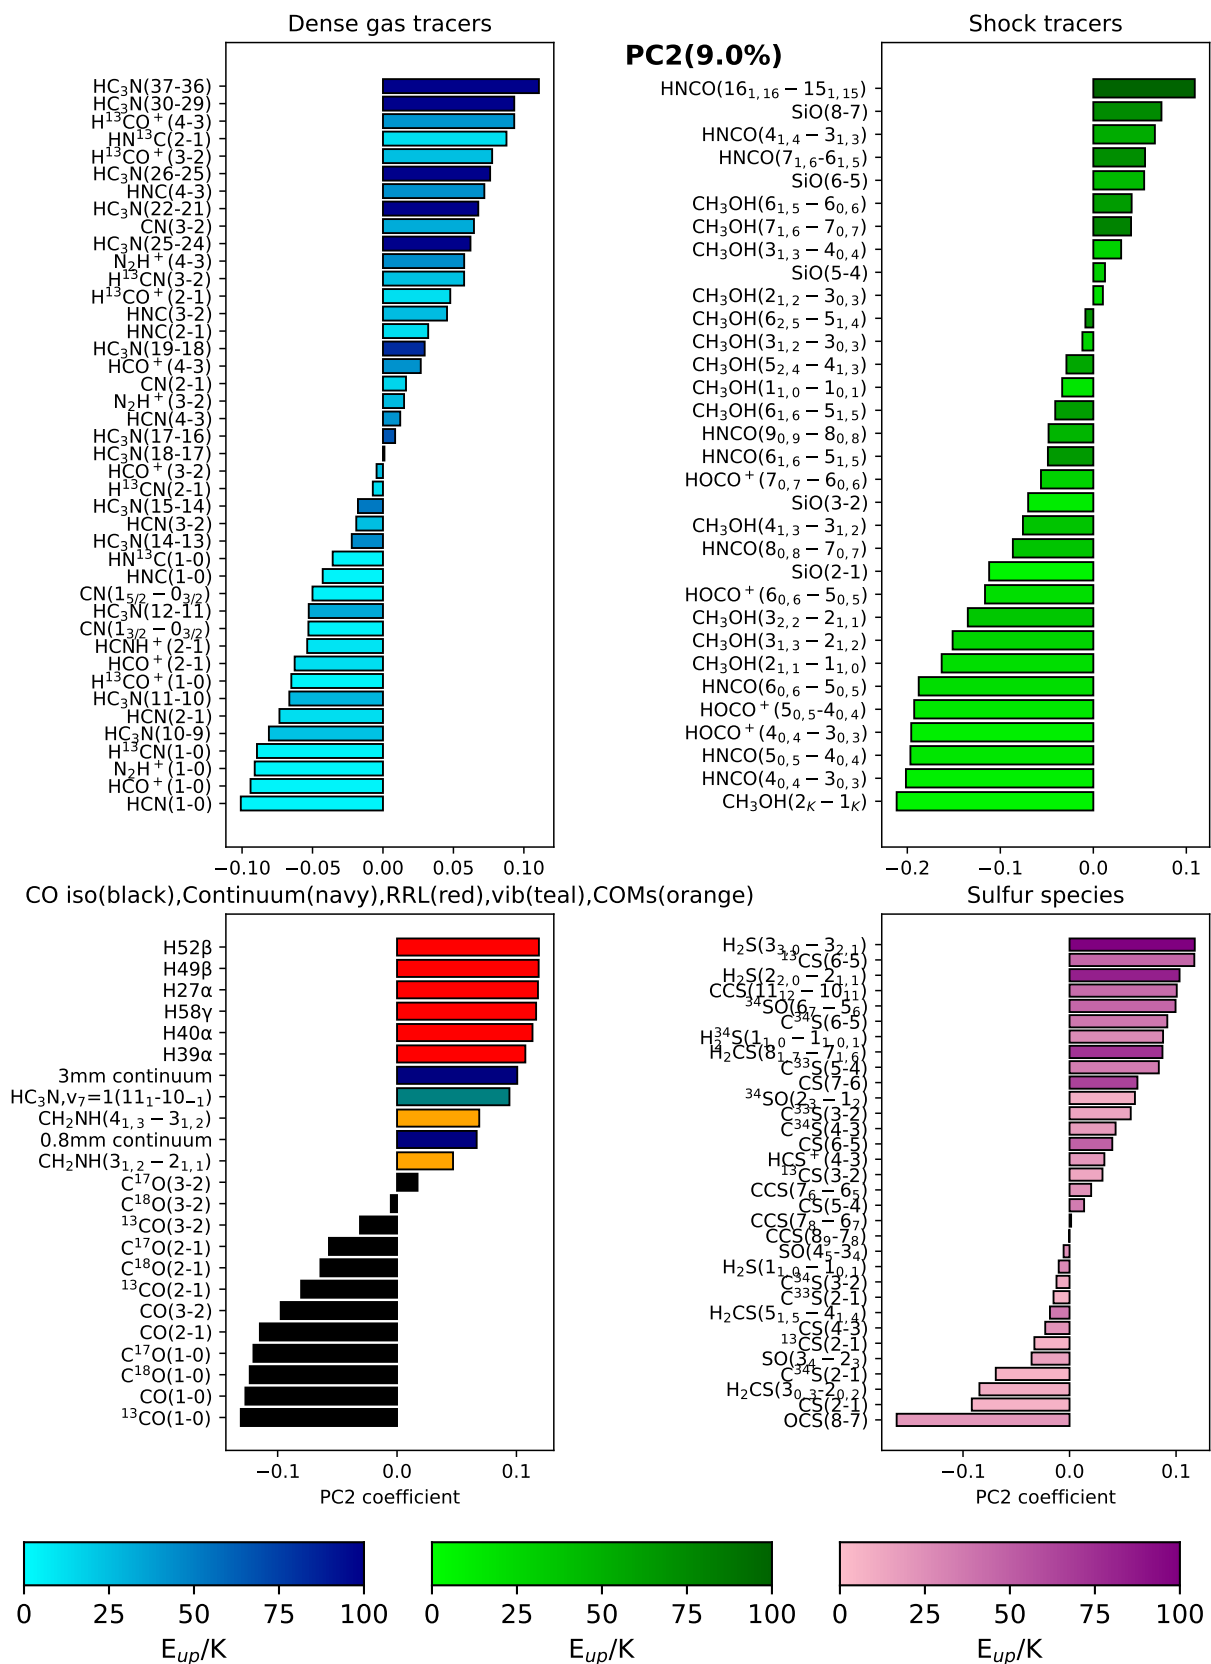 Dense gas tracers
HC₃N(37-36)
HC₃N(30-29)
H¹³CO⁺(4-3)
HN¹³C(2-1)
H¹³CO⁺(3-2)
HC₃N(26-25)
HNC(4-3)
HC₃N(22-21)
CN(3-2)
HC₃N(25-24)
N₂H⁺(4-3)
H¹³CN(3-2)
H¹³CO⁺(2-1)
HNC(3-2)
HNC(2-1)
HC₃N(19-18)
HCO⁺(4-3)
CN(2-1)
N₂H⁺(3-2)
HCN(4-3)
HC₃N(17-16)
HC₃N(18-17)
HCO⁺(3-2)
H¹³CN(2-1)
HC₃N(15-14)
HCN(3-2)
HC₃N(14-13)
HN¹³C(1-0)
HNC(1-0)
CN(1₅/₂ − 0₃/₂)
HC₃N(12-11)
CN(1₃/₂ − 0₃/₂)
HCNH⁺(2-1)
HCO⁺(2-1)
H¹³CO⁺(1-0)
HC₃N(11-10)
HCN(2-1)
HC₃N(10-9)
H¹³CN(1-0)
N₂H⁺(1-0)
HCO⁺(1-0)
HCN(1-0)
−0.10 −0.05 0.00 0.05 0.10
PC2(9.0%)
Shock tracers
HNCO(16₁,₁₆ − 15₁,₁₅)
SiO(8-7)
HNCO(4₁,₄ − 3₁,₃)
HNCO(7₁,₆-6₁,₅)
SiO(6-5)
CH₃OH(6₁,₅ − 6₀,₆)
CH₃OH(7₁,₆ − 7₀,₇)
CH₃OH(3₁,₃ − 4₀,₄)
SiO(5-4)
CH₃OH(2₁,₂ − 3₀,₃)
CH₃OH(6₂,₅ − 5₁,₄)
CH₃OH(3₁,₂ − 3₀,₃)
CH₃OH(5₂,₄ − 4₁,₃)
CH₃OH(1₁,₀ − 1₀,₁)
CH₃OH(6₁,₆ − 5₁,₅)
HNCO(9₀,₉ − 8₀,₈)
HNCO(6₁,₆ − 5₁,₅)
HOCO⁺(7₀,₇ − 6₀,₆)
SiO(3-2)
CH₃OH(4₁,₃ − 3₁,₂)
HNCO(8₀,₈ − 7₀,₇)
SiO(2-1)
HOCO⁺(6₀,₆ − 5₀,₅)
CH₃OH(3₂,₂ − 2₁,₁)
CH₃OH(3₁,₃ − 2₁,₂)
CH₃OH(2₁,₁ − 1₁,₀)
HNCO(6₀,₆ − 5₀,₅)
HOCO⁺(5₀,₅-4₀,₄)
HOCO⁺(4₀,₄ − 3₀,₃)
HNCO(5₀,₅ − 4₀,₄)
HNCO(4₀,₄ − 3₀,₃)
CH₃OH(2_K − 1_K)
−0.2 −0.1 0.0 0.1
CO iso(black),Continuum(navy),RRL(red),vib(teal),COMs(orange)
H52β
H49β
H27α
H58γ
H40α
H39α
3mm continuum
HC₃N,v₇=1(11₁-10₋₁)
CH₂NH(4₁,₃ − 3₁,₂)
0.8mm continuum
CH₂NH(3₁,₂ − 2₁,₁)
C¹⁷O(3-2)
C¹⁸O(3-2)
¹³CO(3-2)
C¹⁷O(2-1)
C¹⁸O(2-1)
¹³CO(2-1)
CO(3-2)
CO(2-1)
C¹⁷O(1-0)
C¹⁸O(1-0)
CO(1-0)
¹³CO(1-0)
−0.1 0.0 0.1
PC2 coefficient
Sulfur species
H₂S(3₃,₀ − 3₂,₁)
¹³CS(6-5)
H₂S(2₂,₀ − 2₁,₁)
CCS(11₁₂ − 10₁₁)
³⁴SO(6₇ − 5₆)
C³⁴S(6-5)
H₂³⁴S(1₁,₀ − 1₁,₀,₁)
H₂CS(8₁,₇ − 7₁,₆)
C³³S(5-4)
CS(7-6)
³⁴SO(2₃ − 1₂)
C³³S(3-2)
C³⁴S(4-3)
CS(6-5)
HCS⁺(4-3)
¹³CS(3-2)
CCS(7₆ − 6₅)
CS(5-4)
CCS(7₈ − 6₇)
CCS(8₉-7₈)
SO(4₅-3₄)
H₂S(1₁,₀ − 1₀,₁)
C³⁴S(3-2)
C³³S(2-1)
H₂CS(5₁,₅ − 4₁,₄)
CS(4-3)
¹³CS(2-1)
SO(3₄ − 2₃)
C³⁴S(2-1)
H₂CS(3₀,₃-2₀,₂)
CS(2-1)
OCS(8-7)
−0.1 0.0 0.1
PC2 coefficient
0 25 50 75 100
E_up/K
0 25 50 75 100
E_up/K
0 25 50 75 100
E_up/K